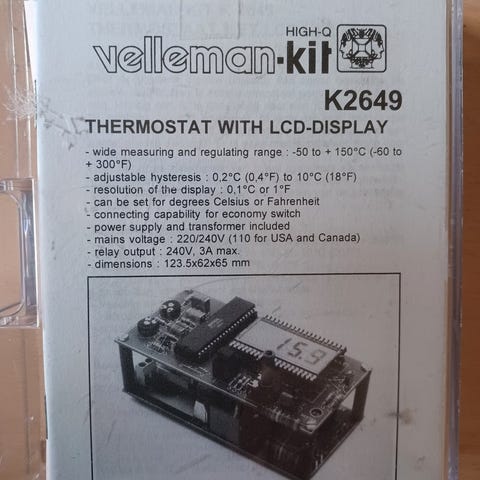 HIGH-Q
velleman-kit
K2649
THERMOSTAT WITH LCD-DISPLAY
- wide measuring and regulating range : -50 to + 150°C (-60 to
+ 300°F)
- adjustable hysteresis : 0,2°C (0,4°F) to 10°C (18°F)
- resolution of the display : 0,1°C or 1°F
- can be set for degrees Celsius or Fahrenheit
- connecting capability for economy switch
- power supply and transformer included
- mains voltage : 220/240V (110 for USA and Canada)
- relay output : 240V, 3A max.
- dimensions : 123.5x62x65 mm
15.9